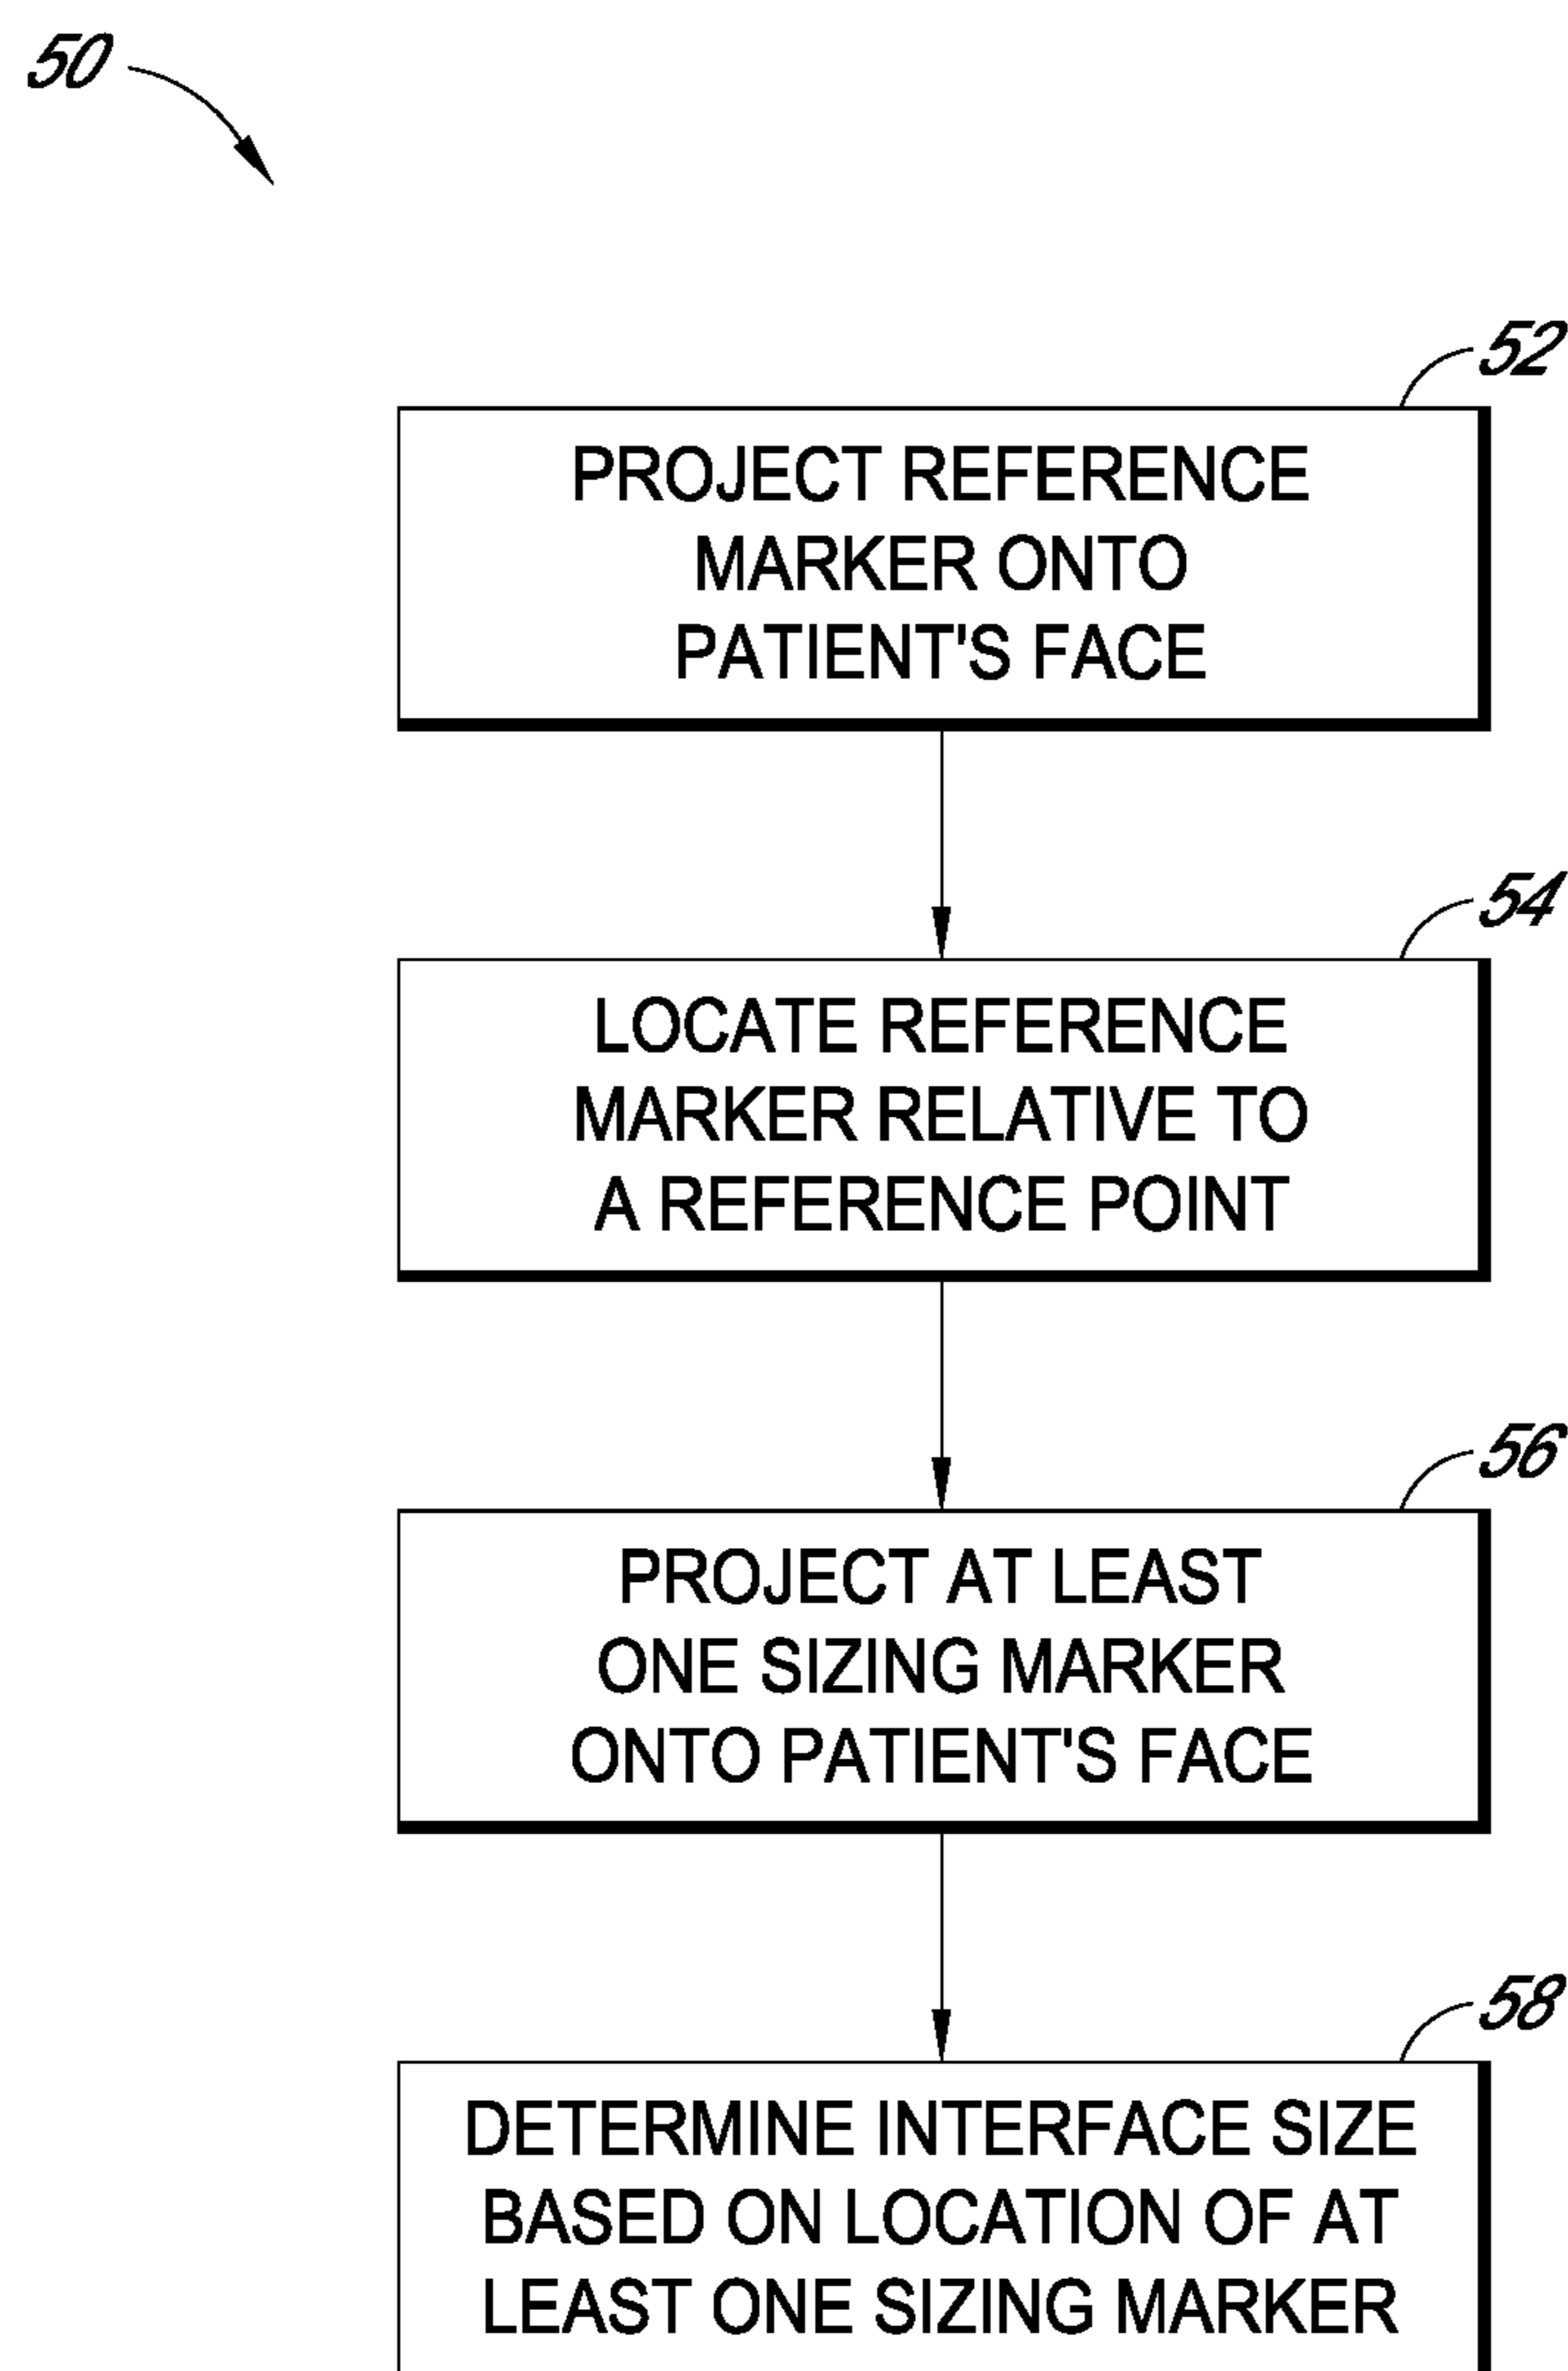 50
52
PROJECT REFERENCE
MARKER ONTO
PATIENT'S FACE
54
LOCATE REFERENCE
MARKER RELATIVE TO
A REFERENCE POINT
56
PROJECT AT LEAST
ONE SIZING MARKER
ONTO PATIENT'S FACE
58
DETERMINE INTERFACE SIZE
BASED ON LOCATION OF AT
LEAST ONE SIZING MARKER